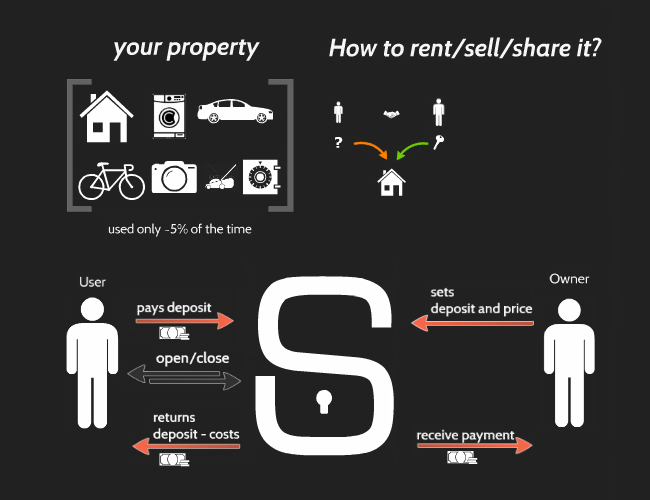 your property
How to rent/sell/share it?
?
used only ~5% of the time
User
Owner
pays deposit
sets
deposit and price
open/close
returns
deposit - costs
receive payment
S